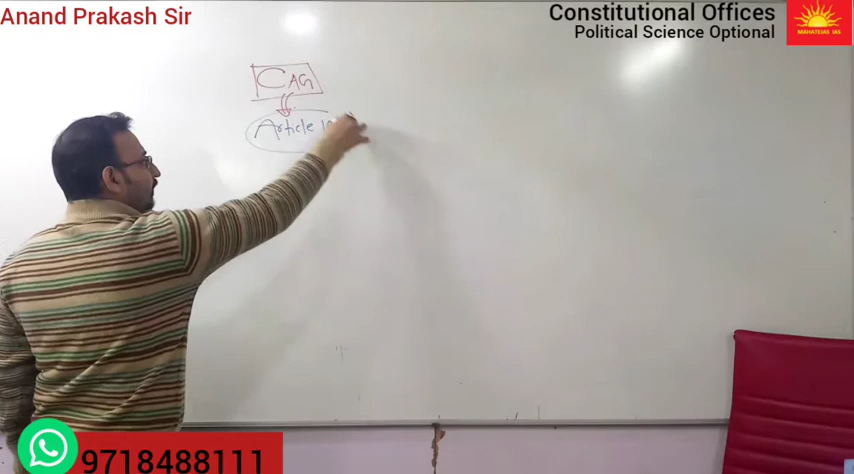 Anand Prakash Sir
Constitutional Offices
Political Science Optional
MAHATEJAS IAS
CAG
Article
9718488111